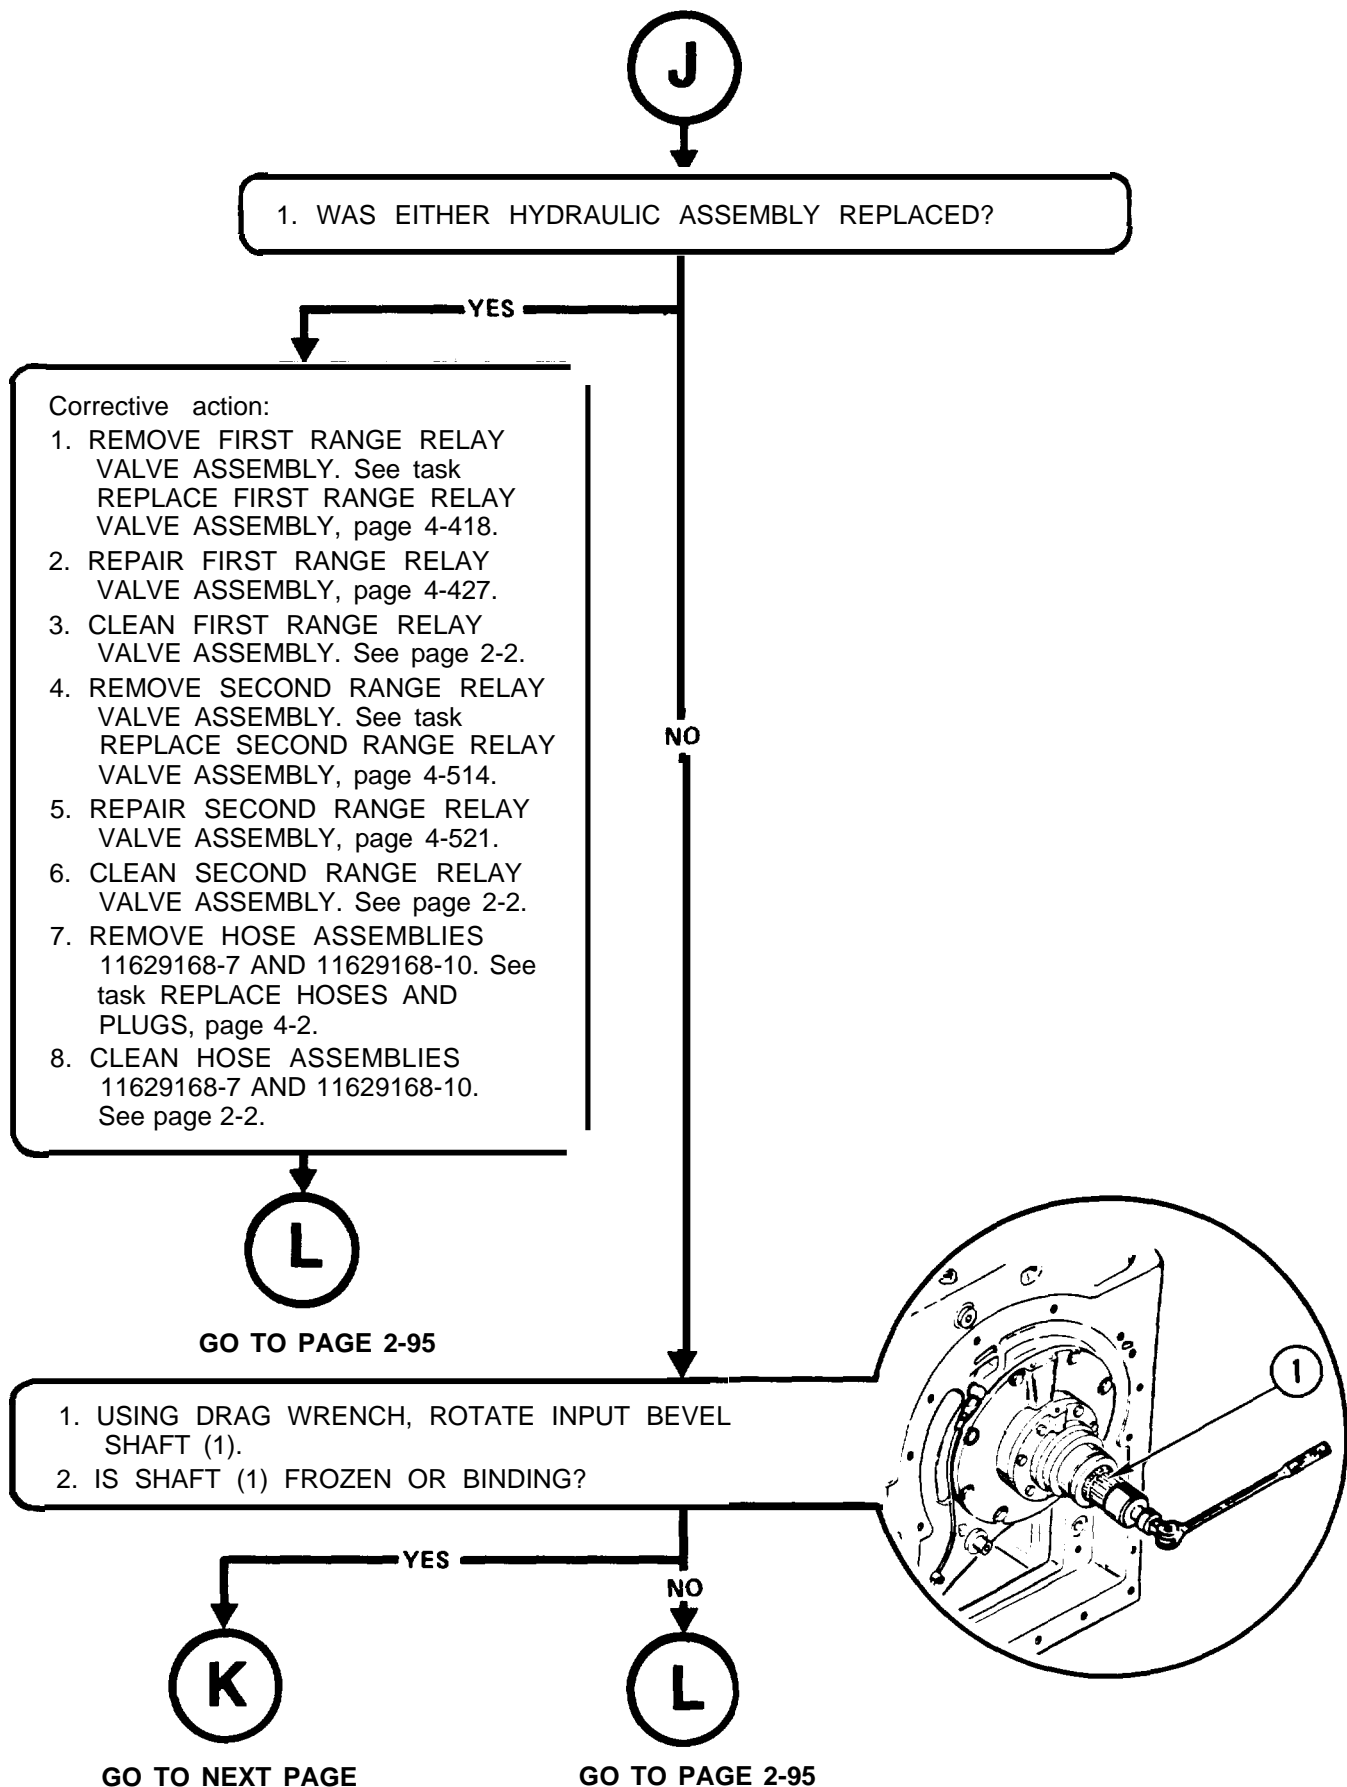 J
1. WAS EITHER HYDRAULIC ASSEMBLY REPLACED?
YES
Corrective action:
1. REMOVE FIRST RANGE RELAY
VALVE ASSEMBLY. See task
REPLACE FIRST RANGE RELAY
VALVE ASSEMBLY, page 4-418.
2. REPAIR FIRST RANGE RELAY
VALVE ASSEMBLY, page 4-427.
3. CLEAN FIRST RANGE RELAY
VALVE ASSEMBLY. See page 2-2.
4. REMOVE SECOND RANGE RELAY
VALVE ASSEMBLY. See task
REPLACE SECOND RANGE RELAY
VALVE ASSEMBLY, page 4-514.
5. REPAIR SECOND RANGE RELAY
VALVE ASSEMBLY, page 4-521.
6. CLEAN SECOND RANGE RELAY
VALVE ASSEMBLY. See page 2-2.
7. REMOVE HOSE ASSEMBLIES
11629168-7 AND 11629168-10. See
task REPLACE HOSES AND
PLUGS, page 4-2.
8. CLEAN HOSE ASSEMBLIES
11629168-7 AND 11629168-10.
See page 2-2.
NO
L
GO TO PAGE 2-95
1. USING DRAG WRENCH, ROTATE INPUT BEVEL
SHAFT (1).
2. IS SHAFT (1) FROZEN OR BINDING?
1
YES
NO
K
L
GO TO NEXT PAGE
GO TO PAGE 2-95